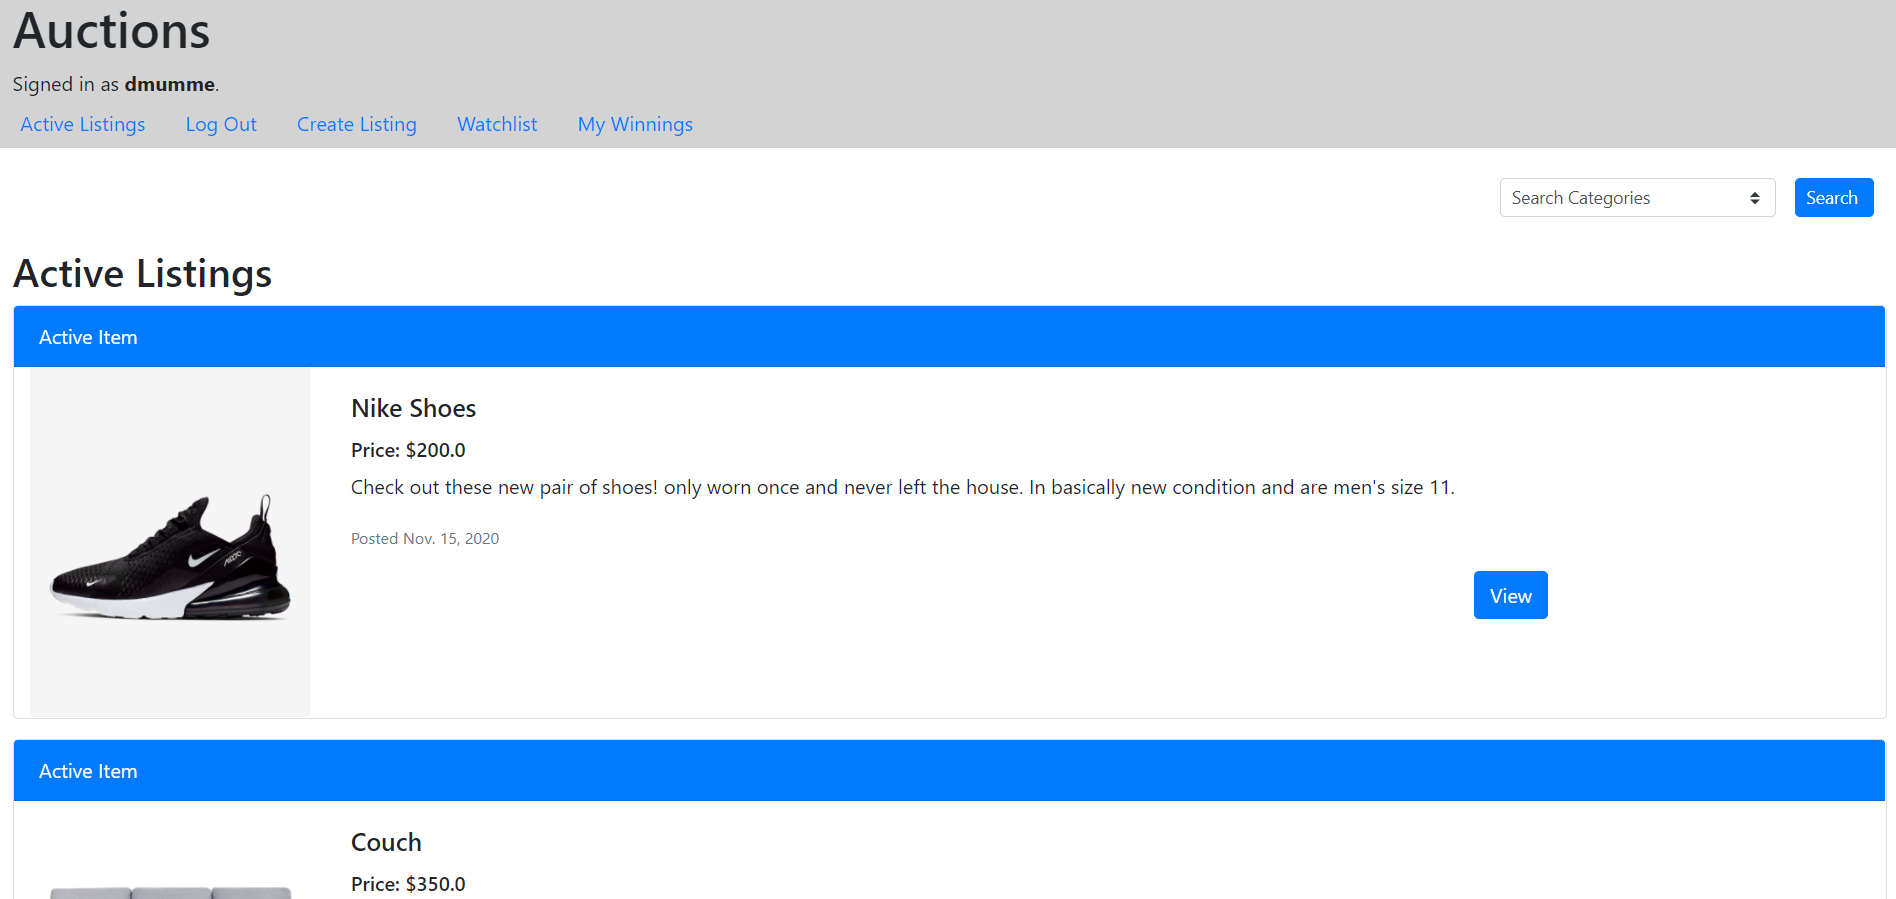 Auctions
Signed in as dmumme.
Active Listings Log Out Create Listing Watchlist My Winnings
Search Categories Search
Active Listings
Active Item
Nike Shoes
Price: $200.0
Check out these new pair of shoes! only worn once and never left the house. In basically new condition and are men's size 11.
Posted Nov. 15, 2020
View
Active Item
Couch
Price: $350.0